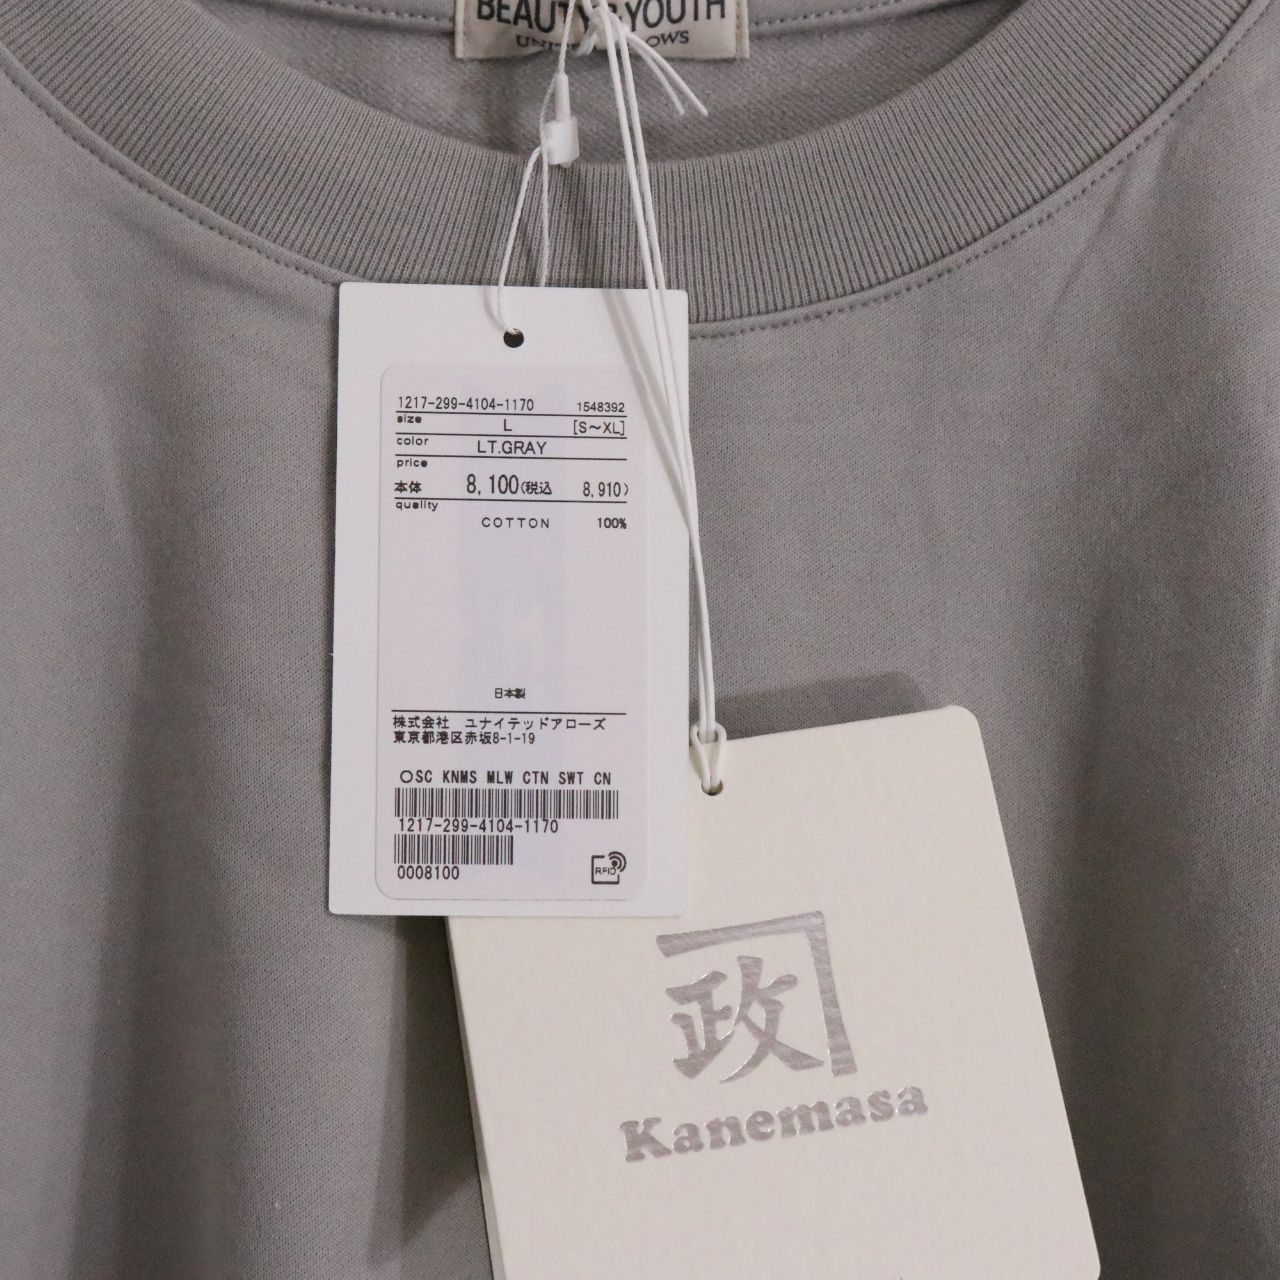 BEAUTY & YOUTH
1217-299-4104-1170 1548392
size L [S~XL]
color LT.GRAY
price
本体 8,100(税込 8,910)
quality
COTTON 100%
日本製
株式会社 ユナイテッドアローズ
東京都港区赤坂8-1-19
〇SC KNMS MLW CTN SWT CN
1217-299-4104-1170
0008100
RFID
政
Kanemasa